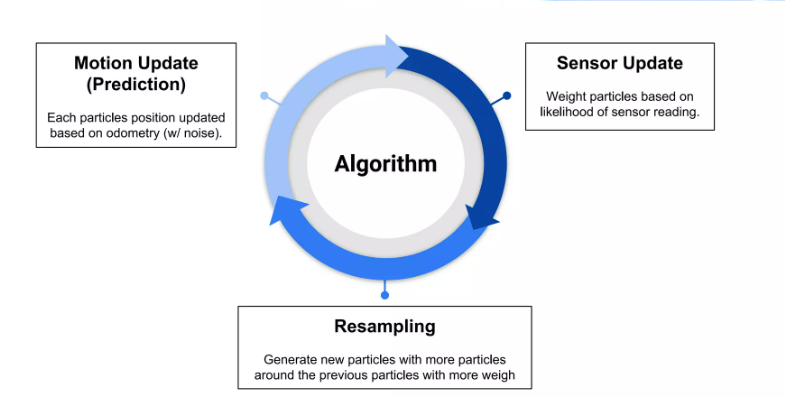 Motion Update
(Prediction)
Each particles position updated
based on odometry (w/ noise).
Sensor Update
Weight particles based on
likelihood of sensor reading.
Algorithm
Resampling
Generate new particles with more particles
around the previous particles with more weigh